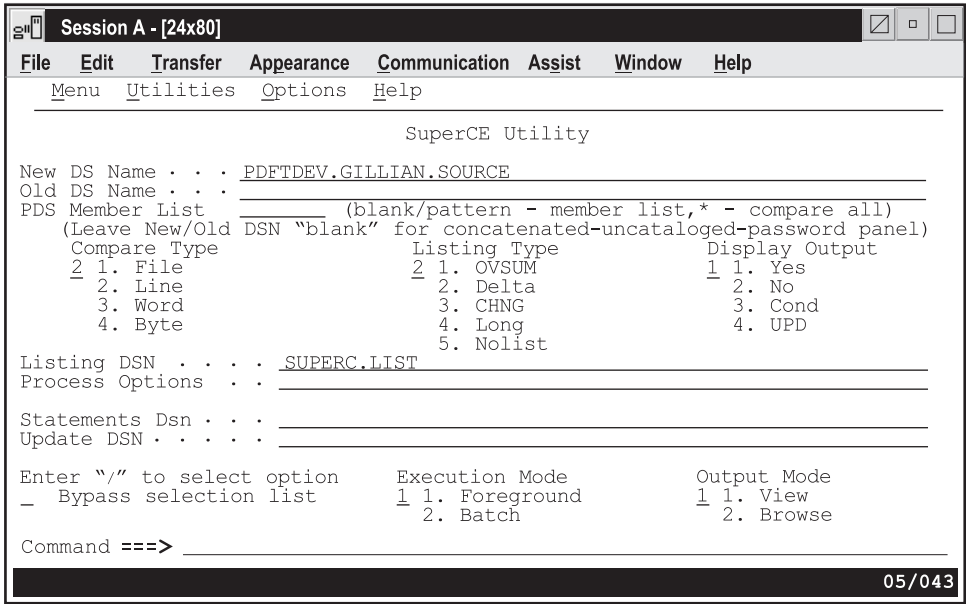 Session A - [24x80]
File Edit Transfer Appearance Communication Assist Window Help
Menu Utilities Options Help
SuperCE Utility
New DS Name . . . PDFTDEV.GILLIAN.SOURCE
Old DS Name . . .
PDS Member List (blank/pattern - member list,* - compare all)
(Leave New/Old DSN “blank” for concatenated-uncataloged-password panel)
Compare Type Listing Type Display Output
2 1. File 2 1. OVSUM 1 1. Yes
2. Line 2. Delta 2. No
3. Word 3. CHNG 3. Cond
4. Byte 4. Long 4. UPD
5. Nolist
Listing DSN . . . . SUPERC.LIST
Process Options . .
Statements Dsn . . .
Update DSN . . . . .
Enter “/” to select option Execution Mode Output Mode
_ Bypass selection list 1 1. Foreground 1 1. View
2. Batch 2. Browse
Command ===>
05/043